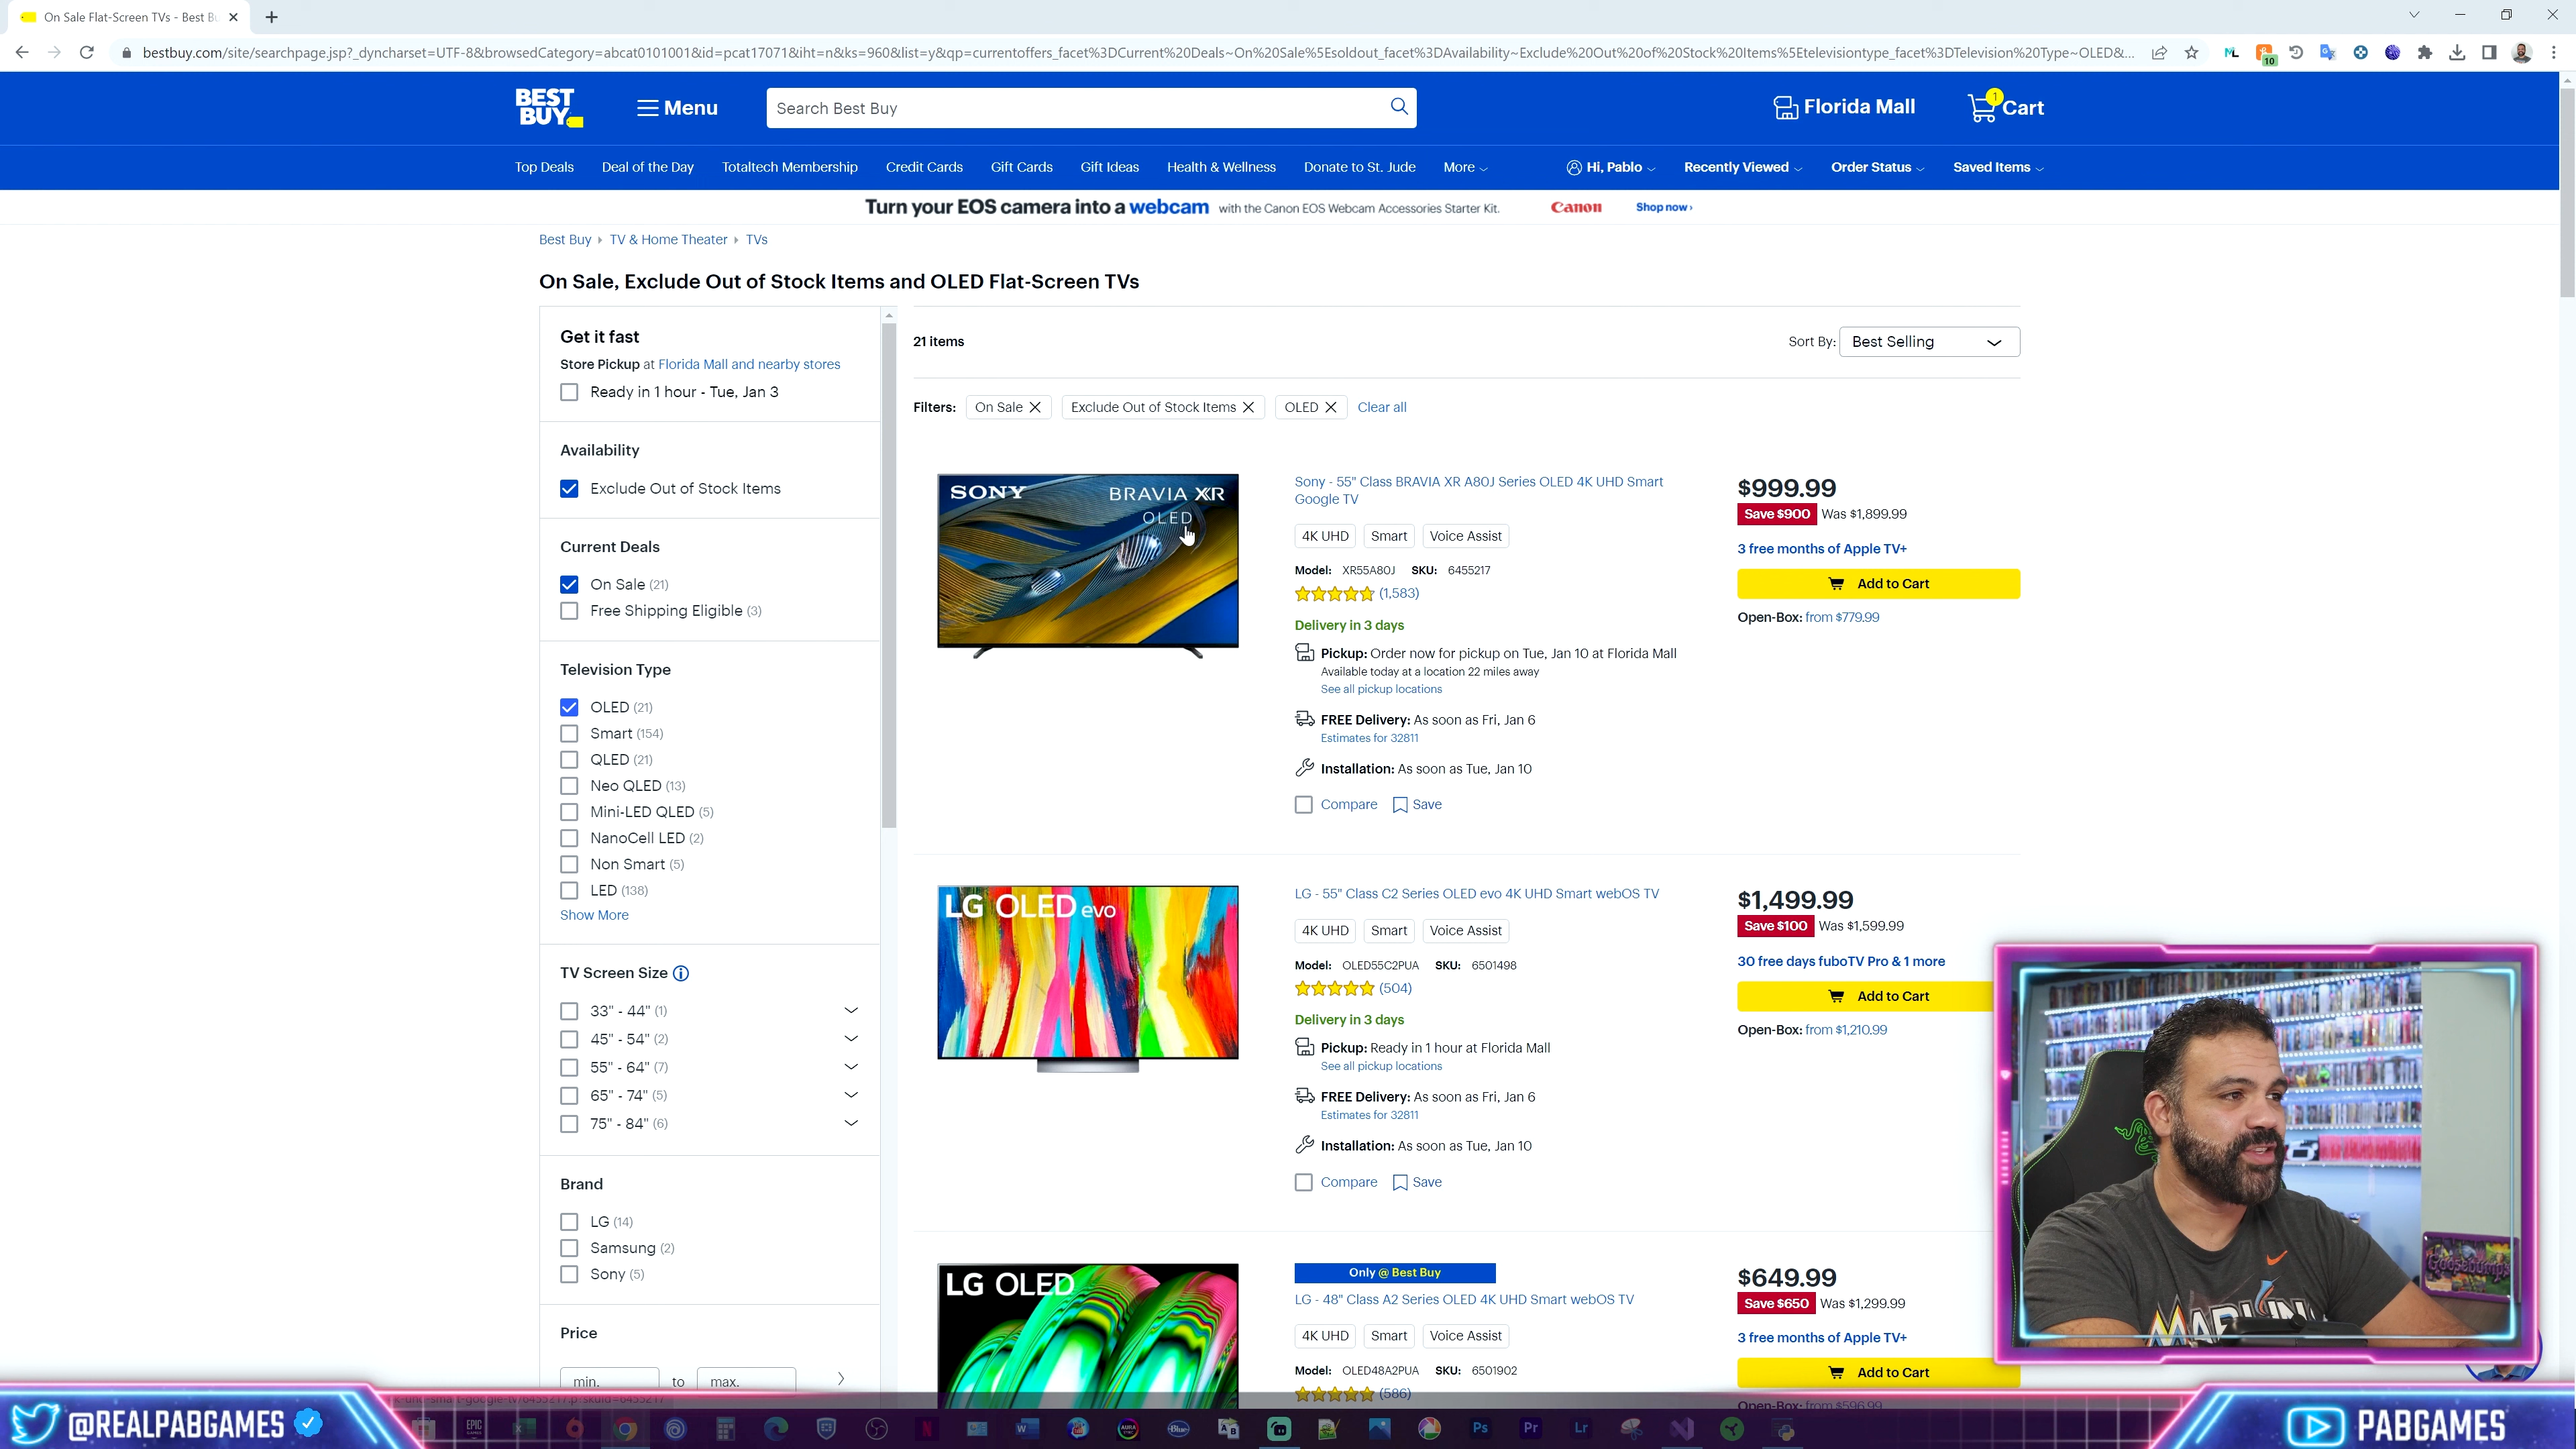 On Sale Flat-Screen TVs - Best Bu
bestbuy.com/site/searchpage.jsp?_dyncharset=UTF-8&browsedCategory=abcat0101001&id=pcat17071&iht=n&ks=960&list=y&qp=currentoffers_facet%3DCurrent%20Deals~On%20Sale%5Esoldout_facet%3DAvailability~Exclude%20Out%20of%20Stock%20Items%5Etelevisiontype_facet%3DTelevision%20Type~OLED&...
10
BEST
BUY
Menu
Search Best Buy
Florida Mall
1
Cart
Top Deals
Deal of the Day
Totaltech Membership
Credit Cards
Gift Cards
Gift Ideas
Health & Wellness
Donate to St. Jude
More
Hi, Pablo
Recently Viewed
Order Status
Saved Items
Turn your EOS camera into a webcam with the Canon EOS Webcam Accessories Starter Kit.
Canon
Shop now ›
Best Buy
TV & Home Theater
TVs
On Sale, Exclude Out of Stock Items and OLED Flat-Screen TVs
Get it fast
Store Pickup at Florida Mall and nearby stores
Ready in 1 hour - Tue, Jan 3
Availability
Exclude Out of Stock Items
Current Deals
On Sale (21)
Free Shipping Eligible (3)
Television Type
OLED (21)
Smart (154)
QLED (21)
Neo QLED (13)
Mini-LED QLED (5)
NanoCell LED (2)
Non Smart (5)
LED (138)
Show More
TV Screen Size
33" - 44" (1)
45" - 54" (2)
55" - 64" (7)
65" - 74" (5)
75" - 84" (6)
Brand
LG (14)
Samsung (2)
Sony (5)
Price
min.
to
max.
21 items
Sort By:
Best Selling
Filters:
On Sale
Exclude Out of Stock Items
OLED
Clear all
SONY
BRAVIA XR
OLED
Sony - 55" Class BRAVIA XR A80J Series OLED 4K UHD Smart
Google TV
4K UHD
Smart
Voice Assist
Model: XR55A80J SKU: 6455217
(1,583)
Delivery in 3 days
Pickup: Order now for pickup on Tue, Jan 10 at Florida Mall
Available today at a location 22 miles away
See all pickup locations
FREE Delivery: As soon as Fri, Jan 6
Estimates for 32811
Installation: As soon as Tue, Jan 10
Compare
Save
$999.99
Save $900
Was $1,899.99
3 free months of Apple TV+
Add to Cart
Open-Box: from $779.99
LG OLED evo
LG - 55" Class C2 Series OLED evo 4K UHD Smart webOS TV
4K UHD
Smart
Voice Assist
Model: OLED55C2PUA SKU: 6501498
(504)
Delivery in 3 days
Pickup: Ready in 1 hour at Florida Mall
See all pickup locations
FREE Delivery: As soon as Fri, Jan 6
Estimates for 32811
Installation: As soon as Tue, Jan 10
Compare
Save
$1,499.99
Save $100
Was $1,599.99
30 free days fuboTV Pro & 1 more
Add to Cart
Open-Box: from $1,210.99
LG OLED
Only @ Best Buy
LG - 48" Class A2 Series OLED 4K UHD Smart webOS TV
4K UHD
Smart
Voice Assist
Model: OLED48A2PUA SKU: 6501902
(586)
$649.99
Save $650
Was $1,299.99
3 free months of Apple TV+
Add to Cart
Open-Box: from $596.99
Goosebumps
@REALPABGAMES
EPIC
Ps
Pr
Lr
PABGAMES